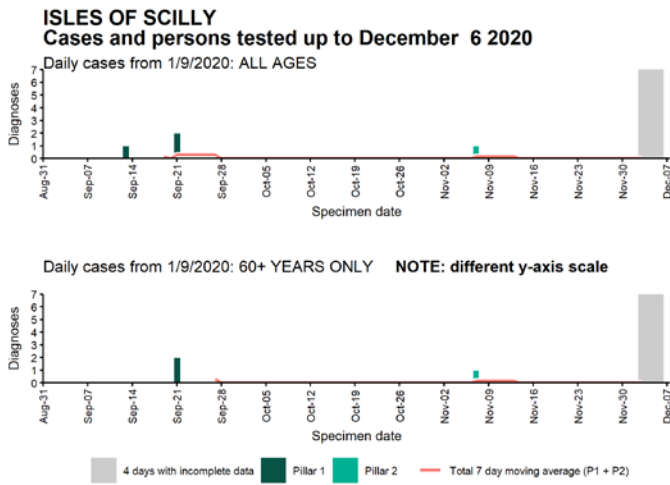 ISLES OF SCILLY
Cases and persons tested up to December 6 2020
Daily cases from 1/9/2020: ALL AGES
Diagnoses
7
6
5
4
3
2
1
0
Aug-31
Sep-07
Sep-14
Sep-21
Sep-28
Oct-05
Oct-12
Oct-19
Oct-26
Nov-02
Nov-09
Nov-16
Nov-23
Nov-30
Dec-07
Specimen date
Daily cases from 1/9/2020: 60+ YEARS ONLY NOTE: different y-axis scale
Diagnoses
7
6
5
4
3
2
1
0
Aug-31
Sep-07
Sep-14
Sep-21
Sep-28
Oct-05
Oct-12
Oct-19
Oct-26
Nov-02
Nov-09
Nov-16
Nov-23
Nov-30
Dec-07
Specimen date
4 days with incomplete data Pillar 1 Pillar 2 Total 7 day moving average (P1 + P2)